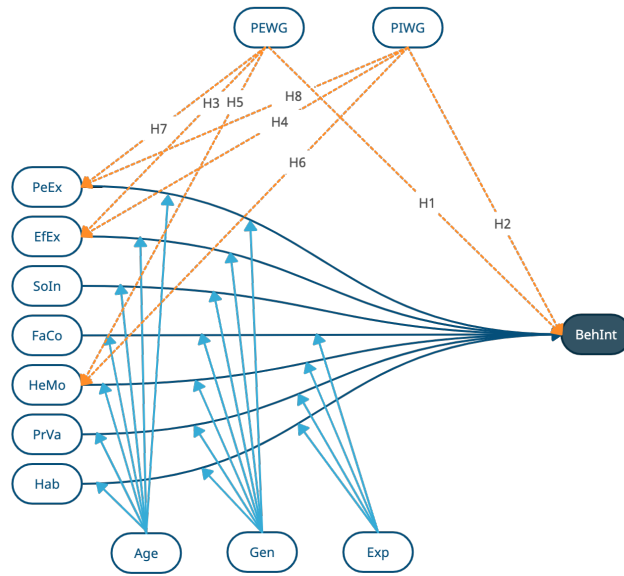 PEWG
PIWG
H3
H5
H8
H7
H4
H6
PeEx
H1
H2
EfEx
SoIn
FaCo
BehInt
HeMo
PrVa
Hab
Age
Gen
Exp